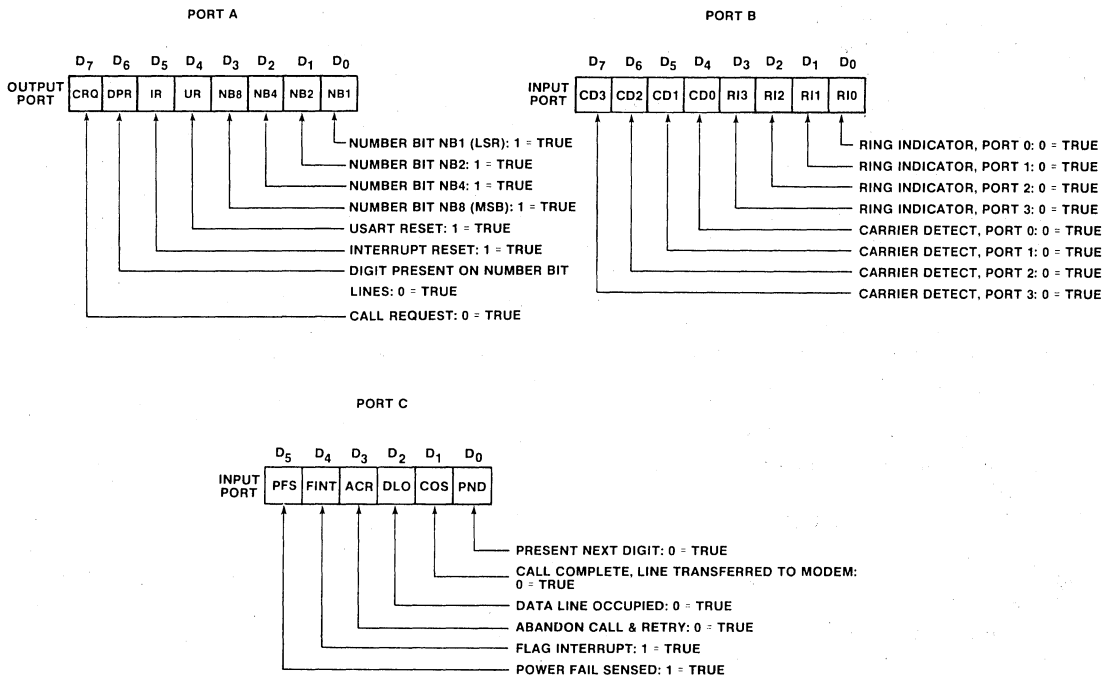 PORT A
D7 D6 D5 D4 D3 D2 D1 D0
OUTPUT PORT
CRQ DPR IR UR NB8 NB4 NB2 NB1
NUMBER BIT NB1 (LSR): 1 = TRUE
NUMBER BIT NB2: 1 = TRUE
NUMBER BIT NB4: 1 = TRUE
NUMBER BIT NB8 (MSB): 1 = TRUE
USART RESET: 1 = TRUE
INTERRUPT RESET: 1 = TRUE
DIGIT PRESENT ON NUMBER BIT
LINES: 0 = TRUE
CALL REQUEST: 0 = TRUE
PORT B
D7 D6 D5 D4 D3 D2 D1 D0
INPUT PORT
CD3 CD2 CD1 CD0 RI3 RI2 RI1 RI0
RING INDICATOR, PORT 0: 0 = TRUE
RING INDICATOR, PORT 1: 0 = TRUE
RING INDICATOR, PORT 2: 0 = TRUE
RING INDICATOR, PORT 3: 0 = TRUE
CARRIER DETECT, PORT 0: 0 = TRUE
CARRIER DETECT, PORT 1: 0 = TRUE
CARRIER DETECT, PORT 2: 0 = TRUE
CARRIER DETECT, PORT 3: 0 = TRUE
PORT C
D5 D4 D3 D2 D1 D0
INPUT PORT
PFS FINT ACR DLO COS PND
PRESENT NEXT DIGIT: 0 = TRUE
CALL COMPLETE, LINE TRANSFERRED TO MODEM:
0 = TRUE
DATA LINE OCCUPIED: 0 = TRUE
ABANDON CALL & RETRY: 0 = TRUE
FLAG INTERRUPT: 1 = TRUE
POWER FAIL SENSED: 1 = TRUE